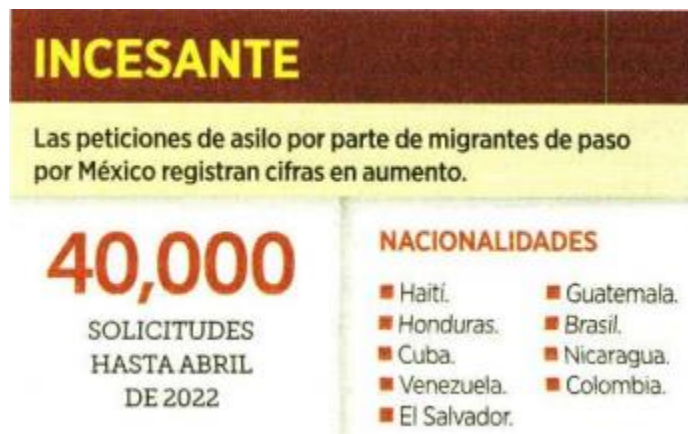 INCESANTE
Las peticiones de asilo por parte de migrantes de paso
por México registran cifras en aumento.
40,000
SOLICITUDES
HASTA ABRIL
DE 2022
NACIONALIDADES
Haití.
Honduras.
Cuba.
Venezuela.
El Salvador.
Guatemala.
Brasil.
Nicaragua.
Colombia.